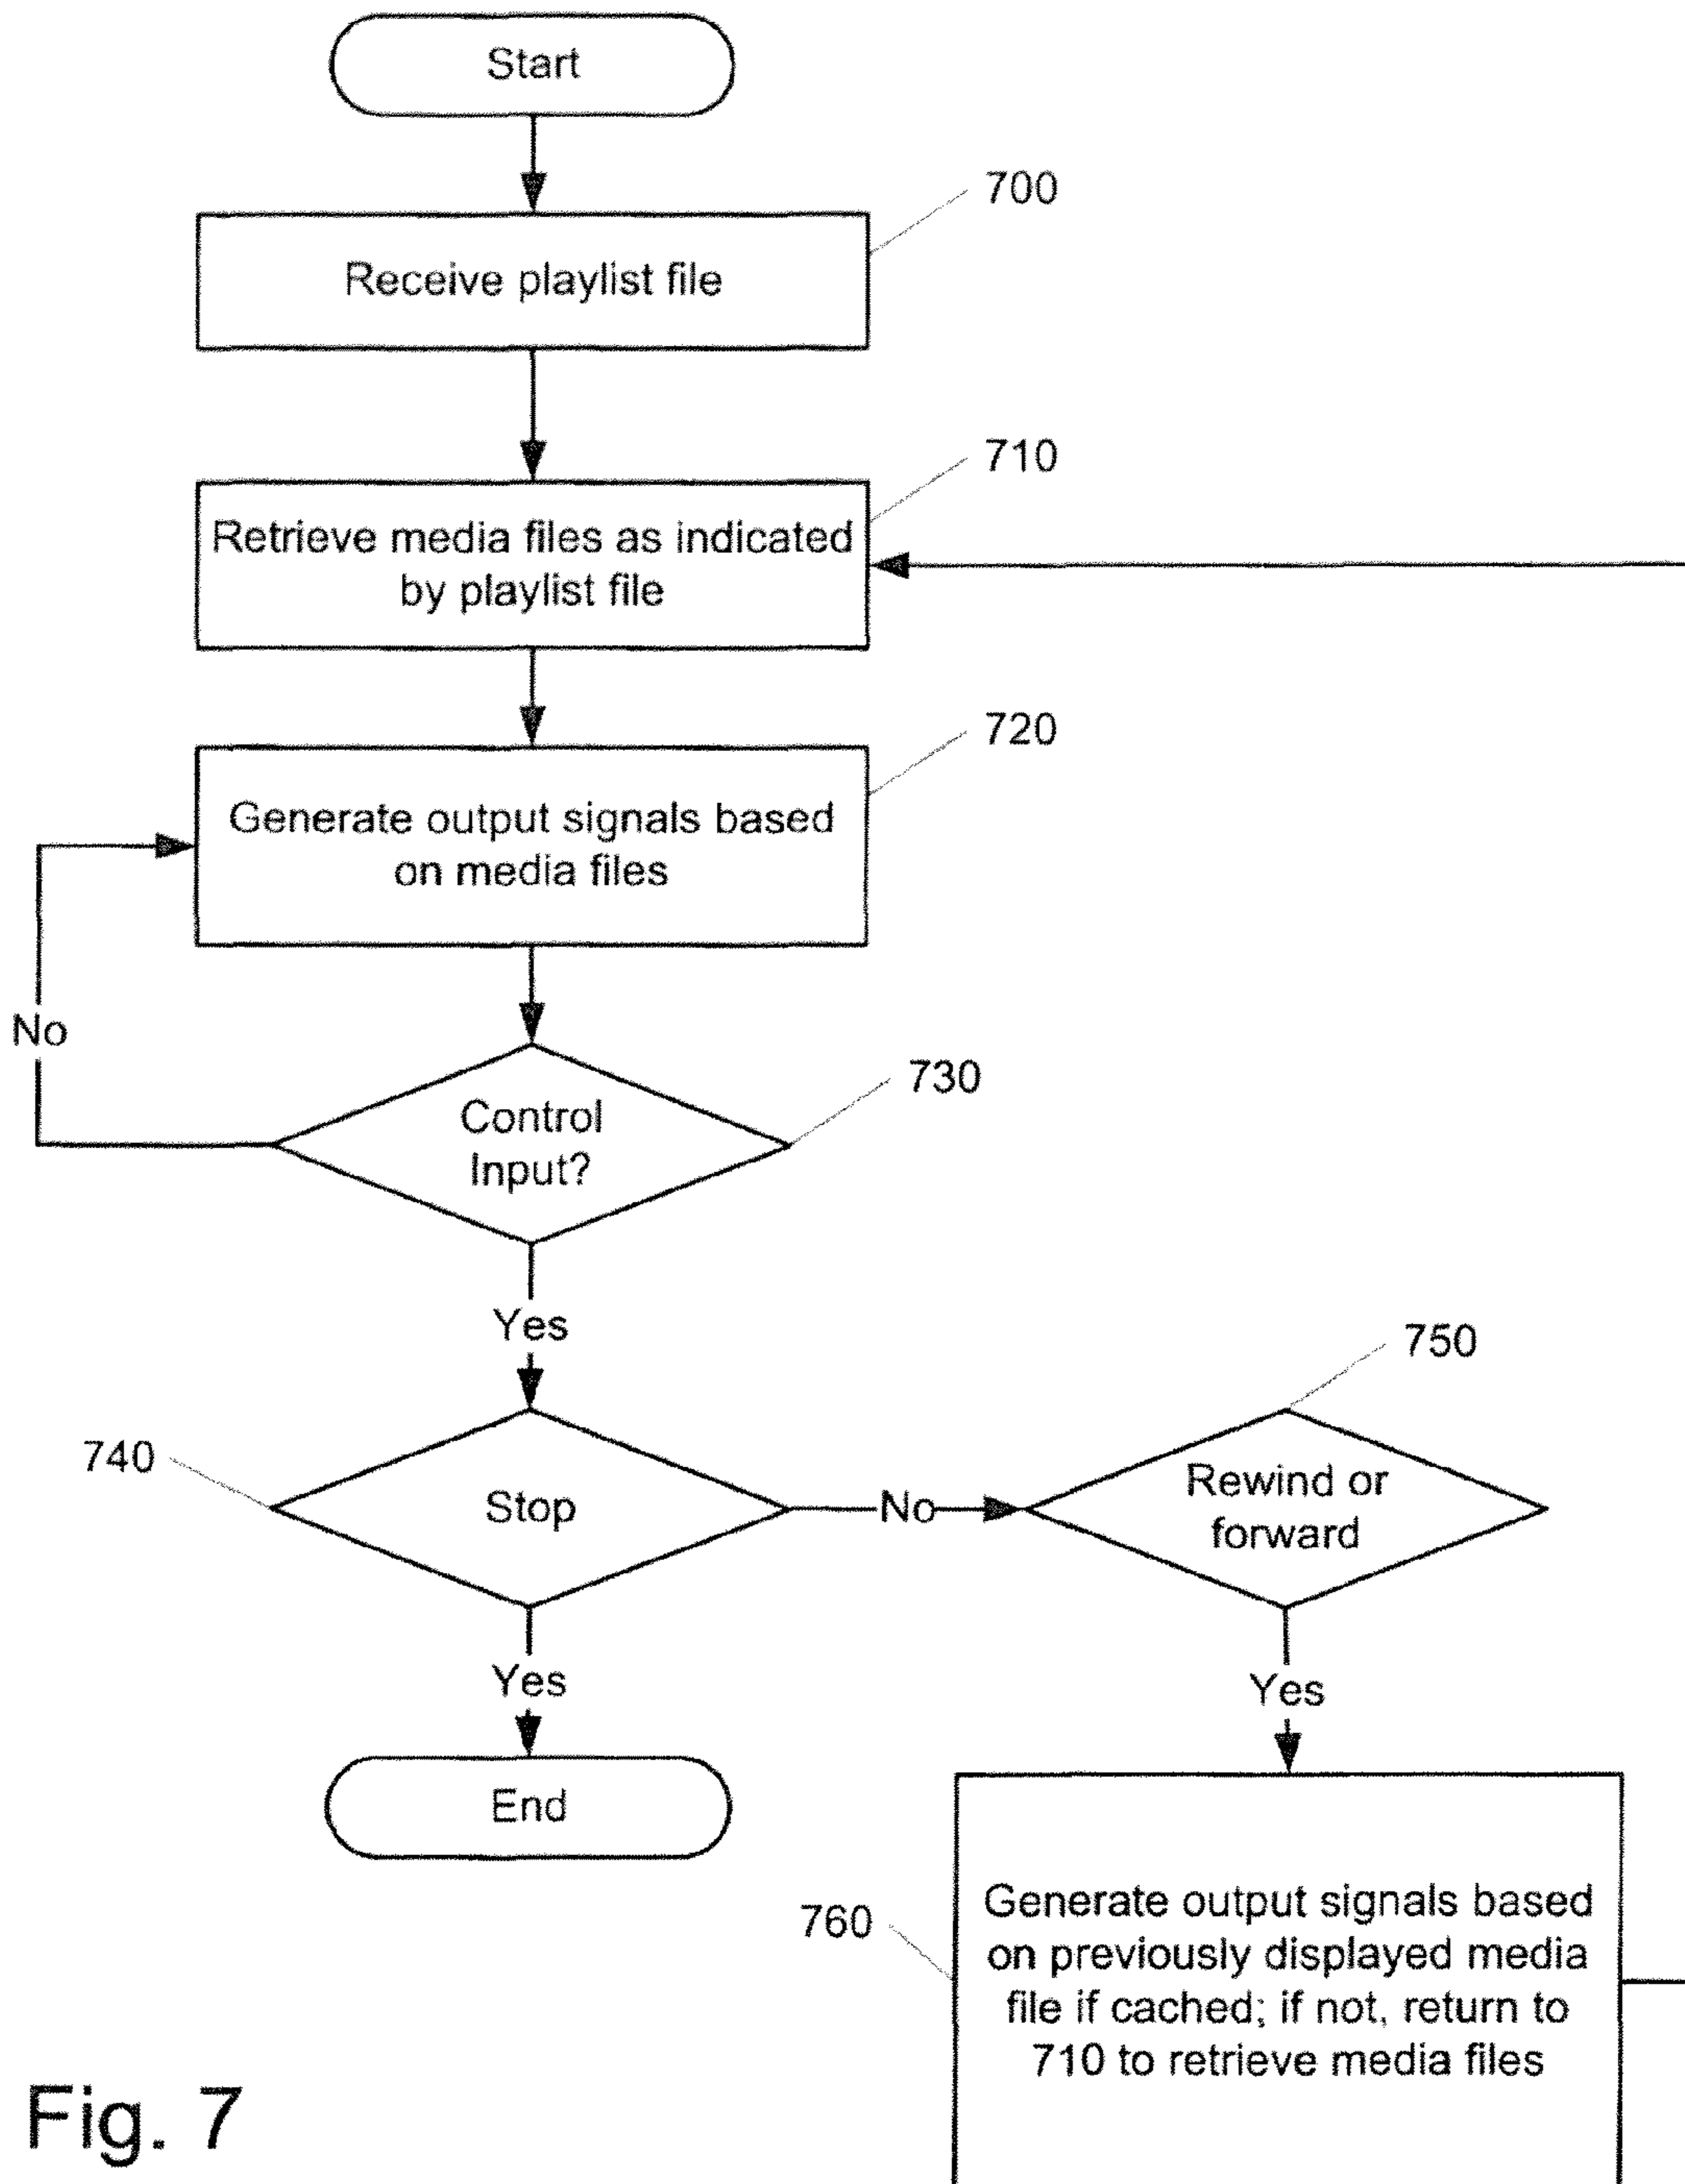 Start
700
Receive playlist file
710
Retrieve media files as indicated
by playlist file
720
Generate output signals based
on media files
No
730
Control
Input?
Yes
750
740
Stop
No
Rewind or
forward
Yes
Yes
End
760
Generate output signals based
on previously displayed media
file if cached; if not, return to
710 to retrieve media files
Fig. 7